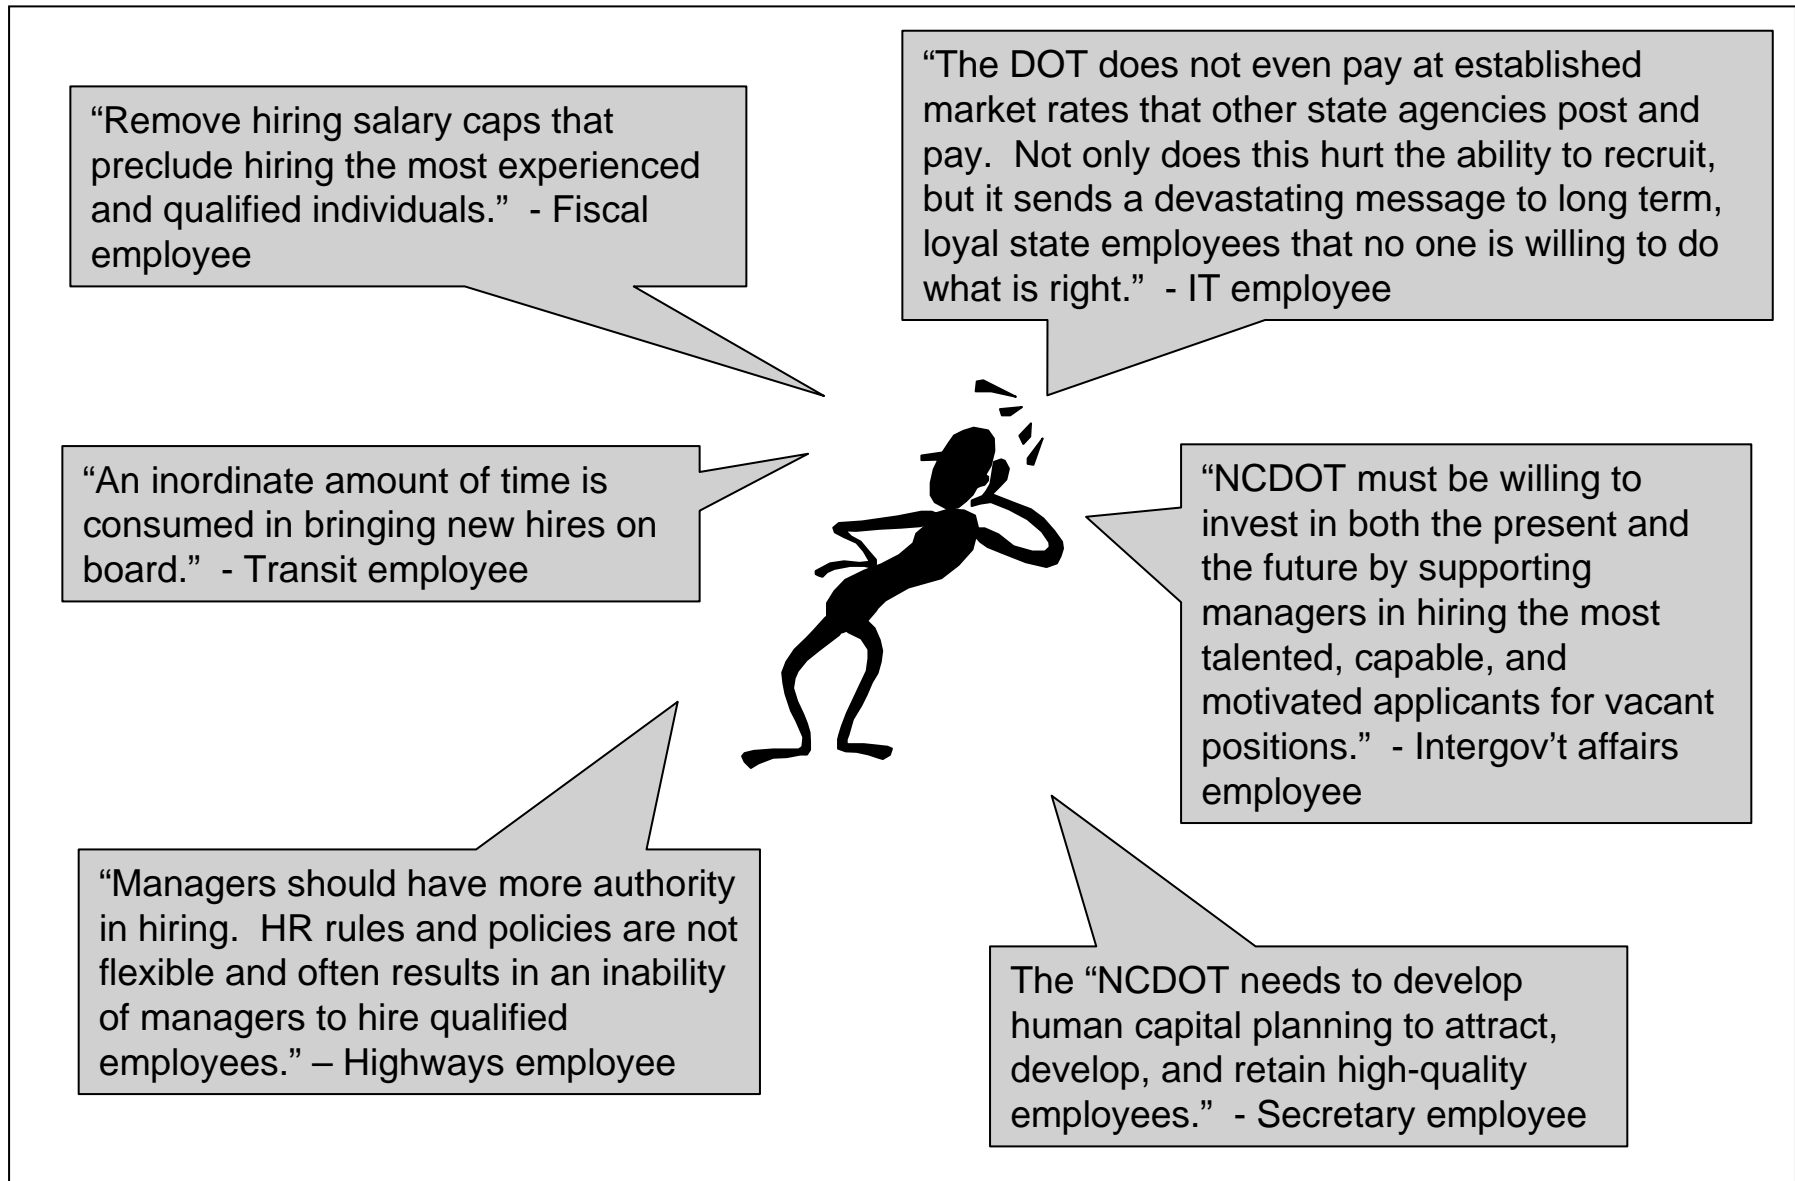 “Remove hiring salary caps that
preclude hiring the most experienced
and qualified individuals.”  - Fiscal
employee
“The DOT does not even pay at established
market rates that other state agencies post and
pay.  Not only does this hurt the ability to recruit,
but it sends a devastating message to long term,
loyal state employees that no one is willing to do
what is right.”  - IT employee
“An inordinate amount of time is
consumed in bringing new hires on
board.”  - Transit employee
“NCDOT must be willing to
invest in both the present and
the future by supporting
managers in hiring the most
talented, capable, and
motivated applicants for vacant
positions.”  - Intergov’t affairs
employee
“Managers should have more authority
in hiring.  HR rules and policies are not
flexible and often results in an inability
of managers to hire qualified
employees.” – Highways employee
The “NCDOT needs to develop
human capital planning to attract,
develop, and retain high-quality
employees.”  - Secretary employee